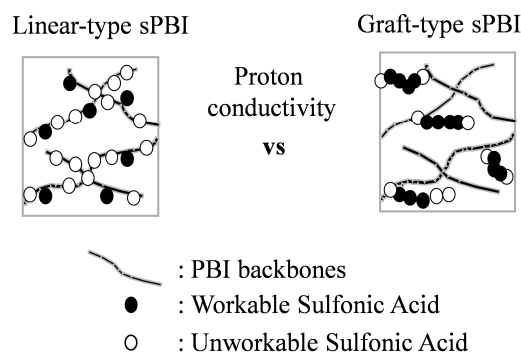 Linear-type sPBI
Graft-type sPBI
Proton
conductivity
vs
: PBI backbones
: Workable Sulfonic Acid
: Unworkable Sulfonic Acid